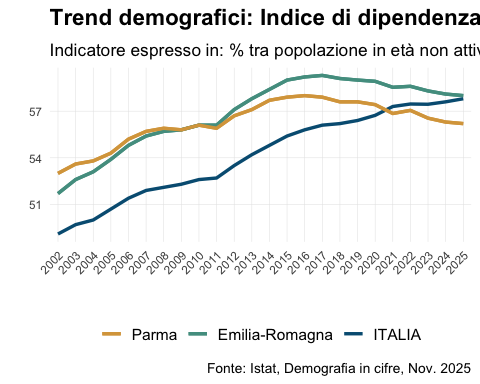 Trend demografici: Indice di dipendenza
Indicatore espresso in: % tra popolazione in età non attiv
57
54
51
2002 2003 2004 2005 2006 2007 2008 2009 2010 2011 2012 2013 2014 2015 2016 2017 2018 2019 2020 2021 2022 2023 2024 2025
Parma Emilia-Romagna ITALIA
Fonte: Istat, Demografia in cifre, Nov. 2025